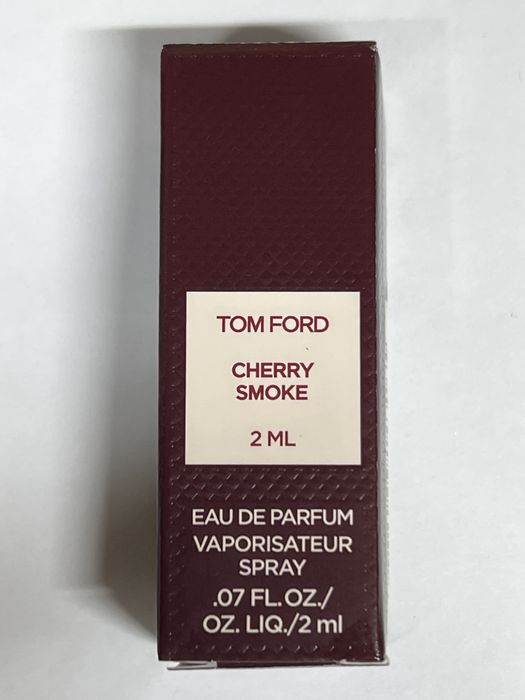 TOM FORD
CHERRY
SMOKE
2 ML
EAU DE PARFUM
VAPORISATEUR
SPRAY
.07 FL. OZ./
OZ. LIQ./2 ml